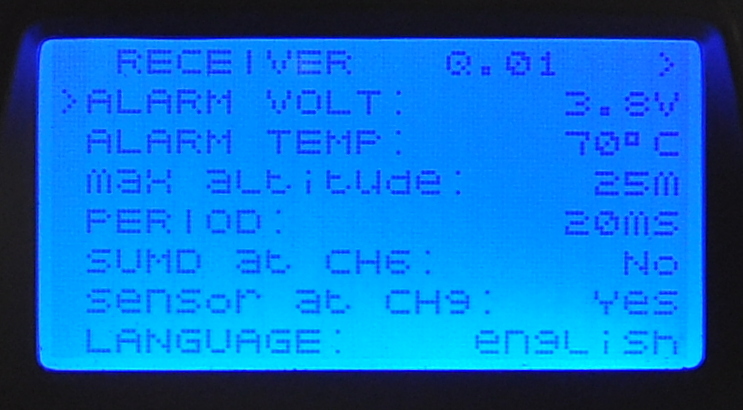 RECEIVER Q.01 >
>ALARM VOLT: 3.8V
ALARM TEMP: 70°C
max altitude: 25m
PERIOD: 20ms
SUMD at CH6: No
sensor at CH9: Yes
LANGUAGE: english